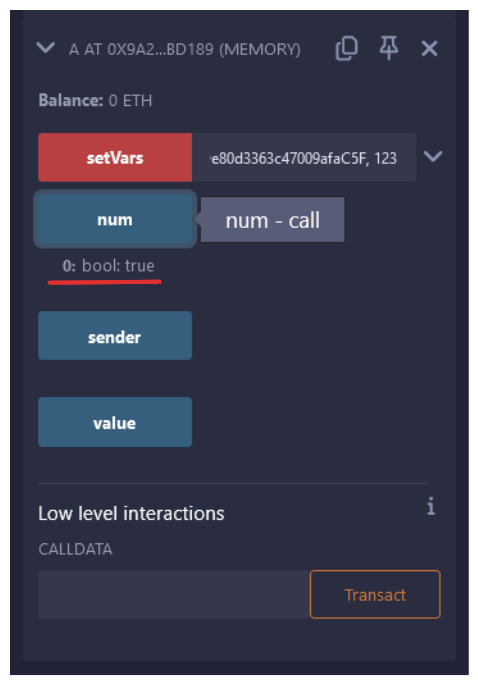 A AT 0X9A2...BD189 (MEMORY)
Balance: 0 ETH
setVars e80d3363c47009afaC5F, 123
num num - call
0: bool: true
sender
value
Low level interactions i
CALLDATA
Transact